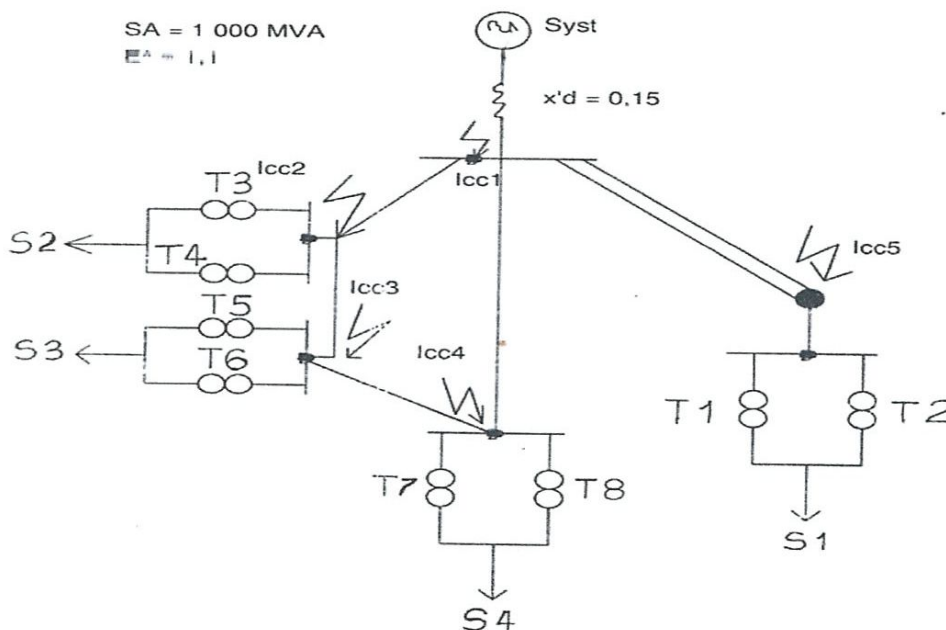 SA = 1 000 MVA
Syst
x'd = 0,15
Icc1
Icc2
T3
S2
T4
Icc3
T5
S3
T6
Icc4
Icc5
T1
T2
T7
T8
S1
S4